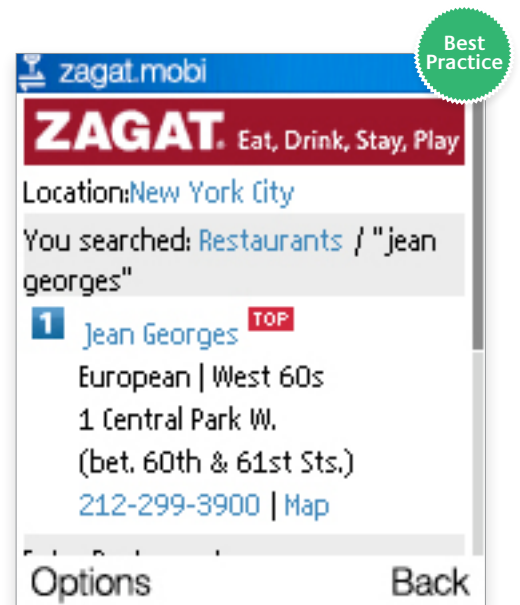 Best
Practice
zagat.mobi
ZAGAT. Eat, Drink, Stay, Play
Location:New York City
You searched: Restaurants / "jean
georges"
1 Jean Georges TOP
European | West 60s
1 Central Park W.
(bet. 60th & 61st Sts.)
212-299-3900 | Map
Options Back